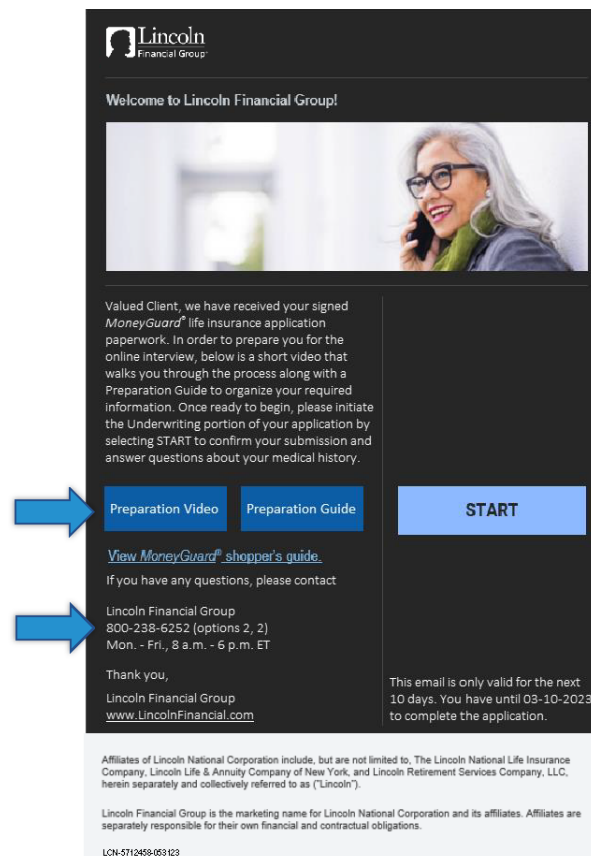 Lincoln
Financial Group®
Welcome to Lincoln Financial Group!
Valued Client, we have received your signed
MoneyGuard® life insurance application
paperwork. In order to prepare you for the
online interview, below is a short video that
walks you through the process along with a
Preparation Guide to organize your required
information. Once ready to begin, please initiate
the Underwriting portion of your application by
selecting START to confirm your submission and
answer questions about your medical history.
Preparation Video
Preparation Guide
START
View MoneyGuard® shopper's guide.
If you have any questions, please contact
Lincoln Financial Group
800-238-6252 (options 2, 2)
Mon. - Fri., 8 a.m. - 6 p.m. ET
Thank you,
Lincoln Financial Group
www.LincolnFinancial.com
This email is only valid for the next
10 days. You have until 03-10-2023
to complete the application.
Affiliates of Lincoln National Corporation include, but are not limited to, The Lincoln National Life Insurance
Company, Lincoln Life & Annuity Company of New York, and Lincoln Retirement Services Company, LLC,
herein separately and collectively referred to as ("Lincoln").
Lincoln Financial Group is the marketing name for Lincoln National Corporation and its affiliates. Affiliates are
separately responsible for their own financial and contractual obligations.
LCN-5712458-053123